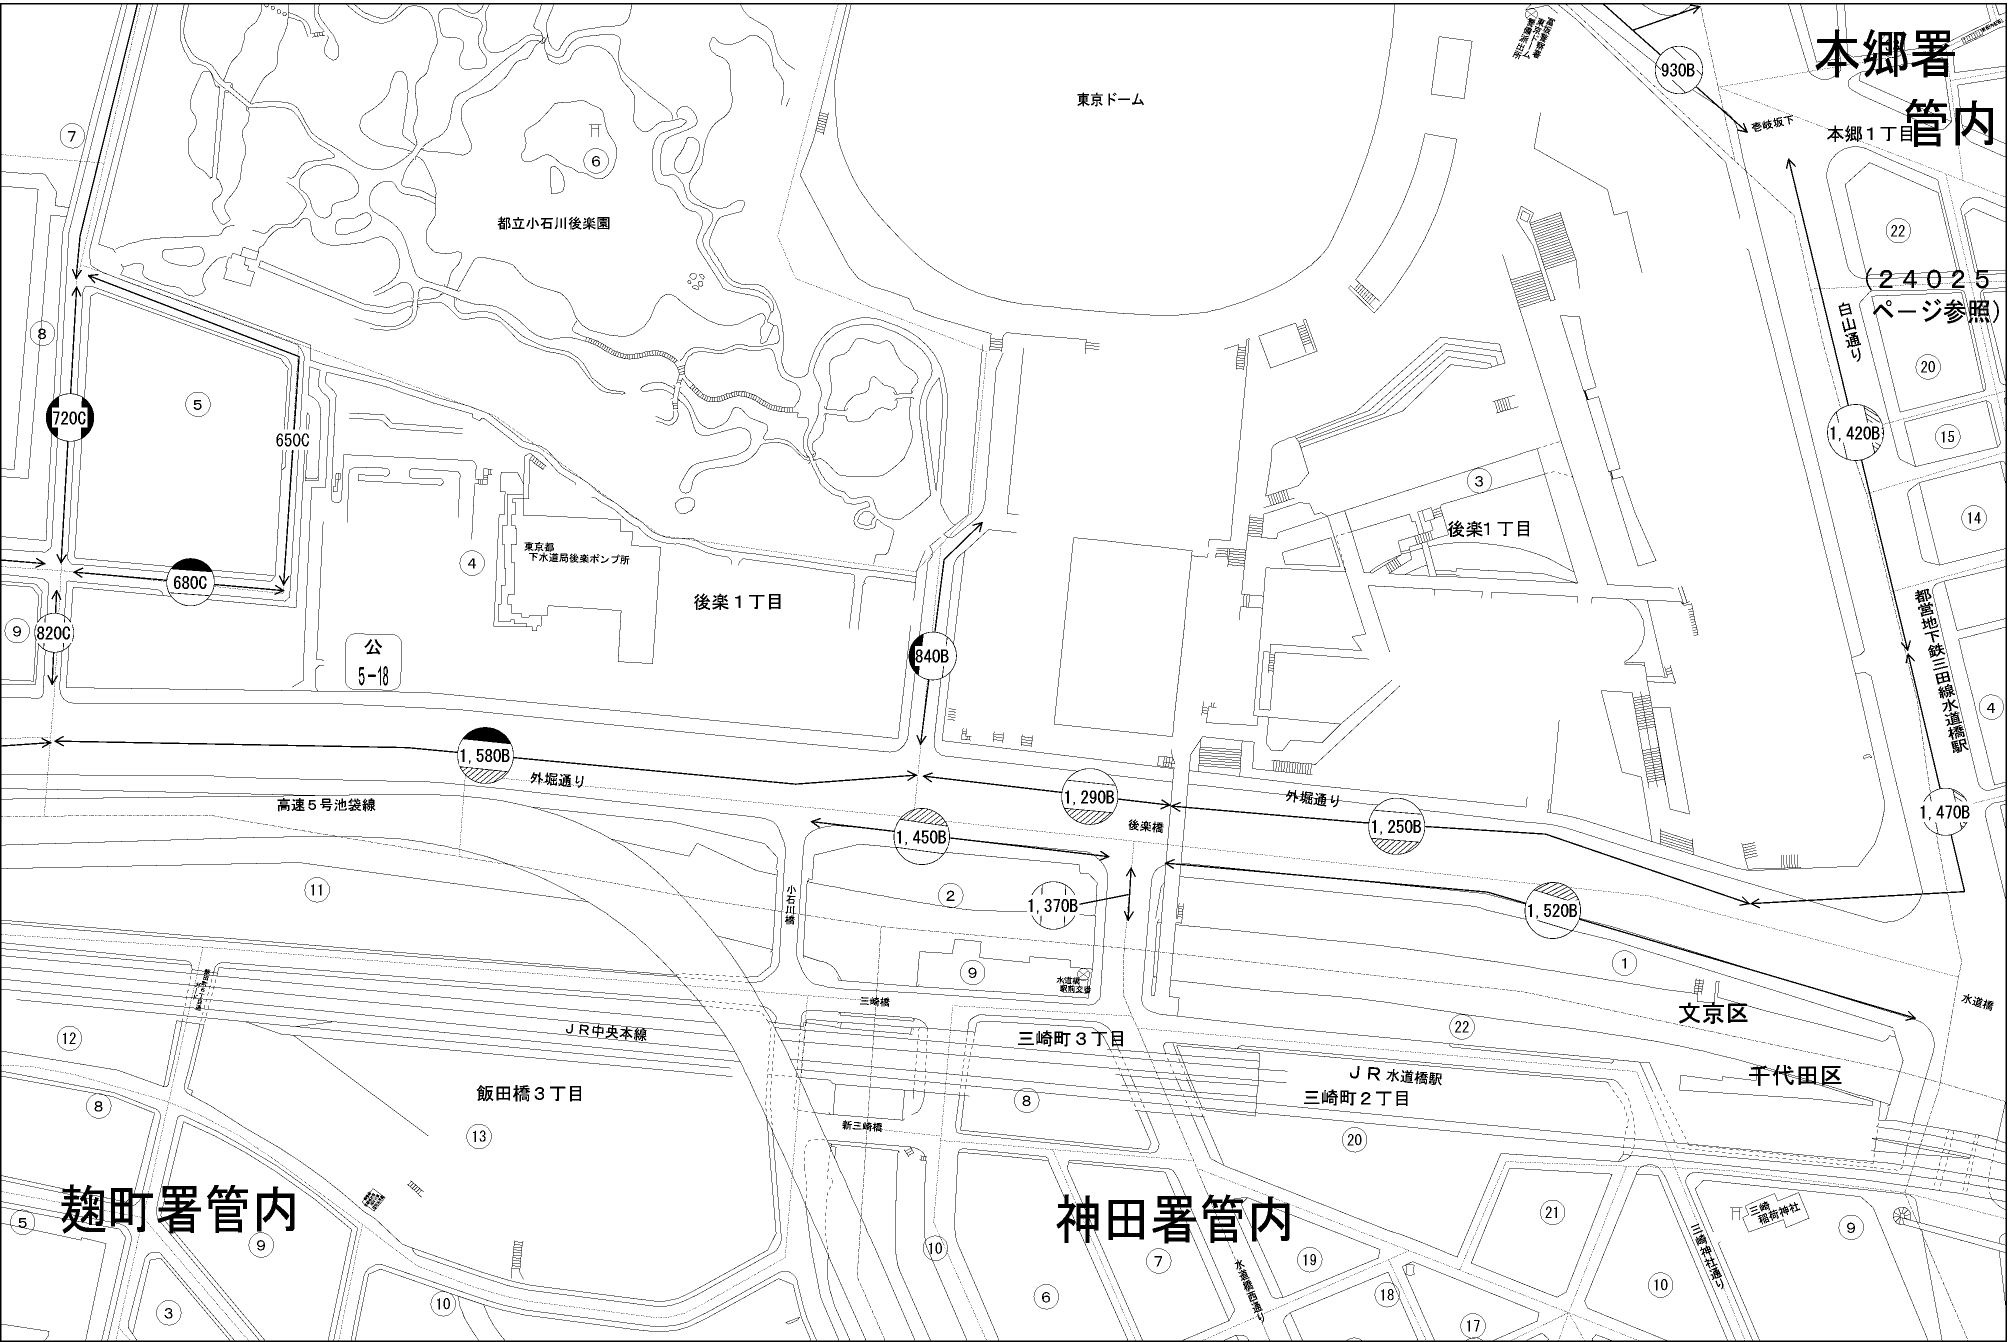 本郷署
管内
930B
東京ドーム
壱岐坂下
本郷１丁目
7
6
都立小石川後楽園
22
（２４０２５
ページ参照）
白山通り
8
20
5
720C
650C
1,420B
15
3
後楽1丁目
14
東京都
下水道局後楽ポンプ所
4
680C
後楽１丁目
都営地下鉄三田線水道橋駅
9
820C
公
5-18
840B
4
1,580B
外堀通り
高速５号池袋線
1,290B
外堀通り
1,250B
1,470B
後楽橋
1,450B
11
小石川橋
2
1,370B
1,520B
1
9
水道橋
駅前交番
三崎橋
文京区
水道橋
12
ＪＲ中央本線
三崎町３丁目
22
ＪＲ水道橋駅
千代田区
三崎町２丁目
飯田橋３丁目
8
8
13
新三崎橋
20
麹町署管内
神田署管内
5
9
10
7
19
21
三崎
稲荷神社
9
三崎神社通り
3
10
6
水道橋西通り
18
10
17